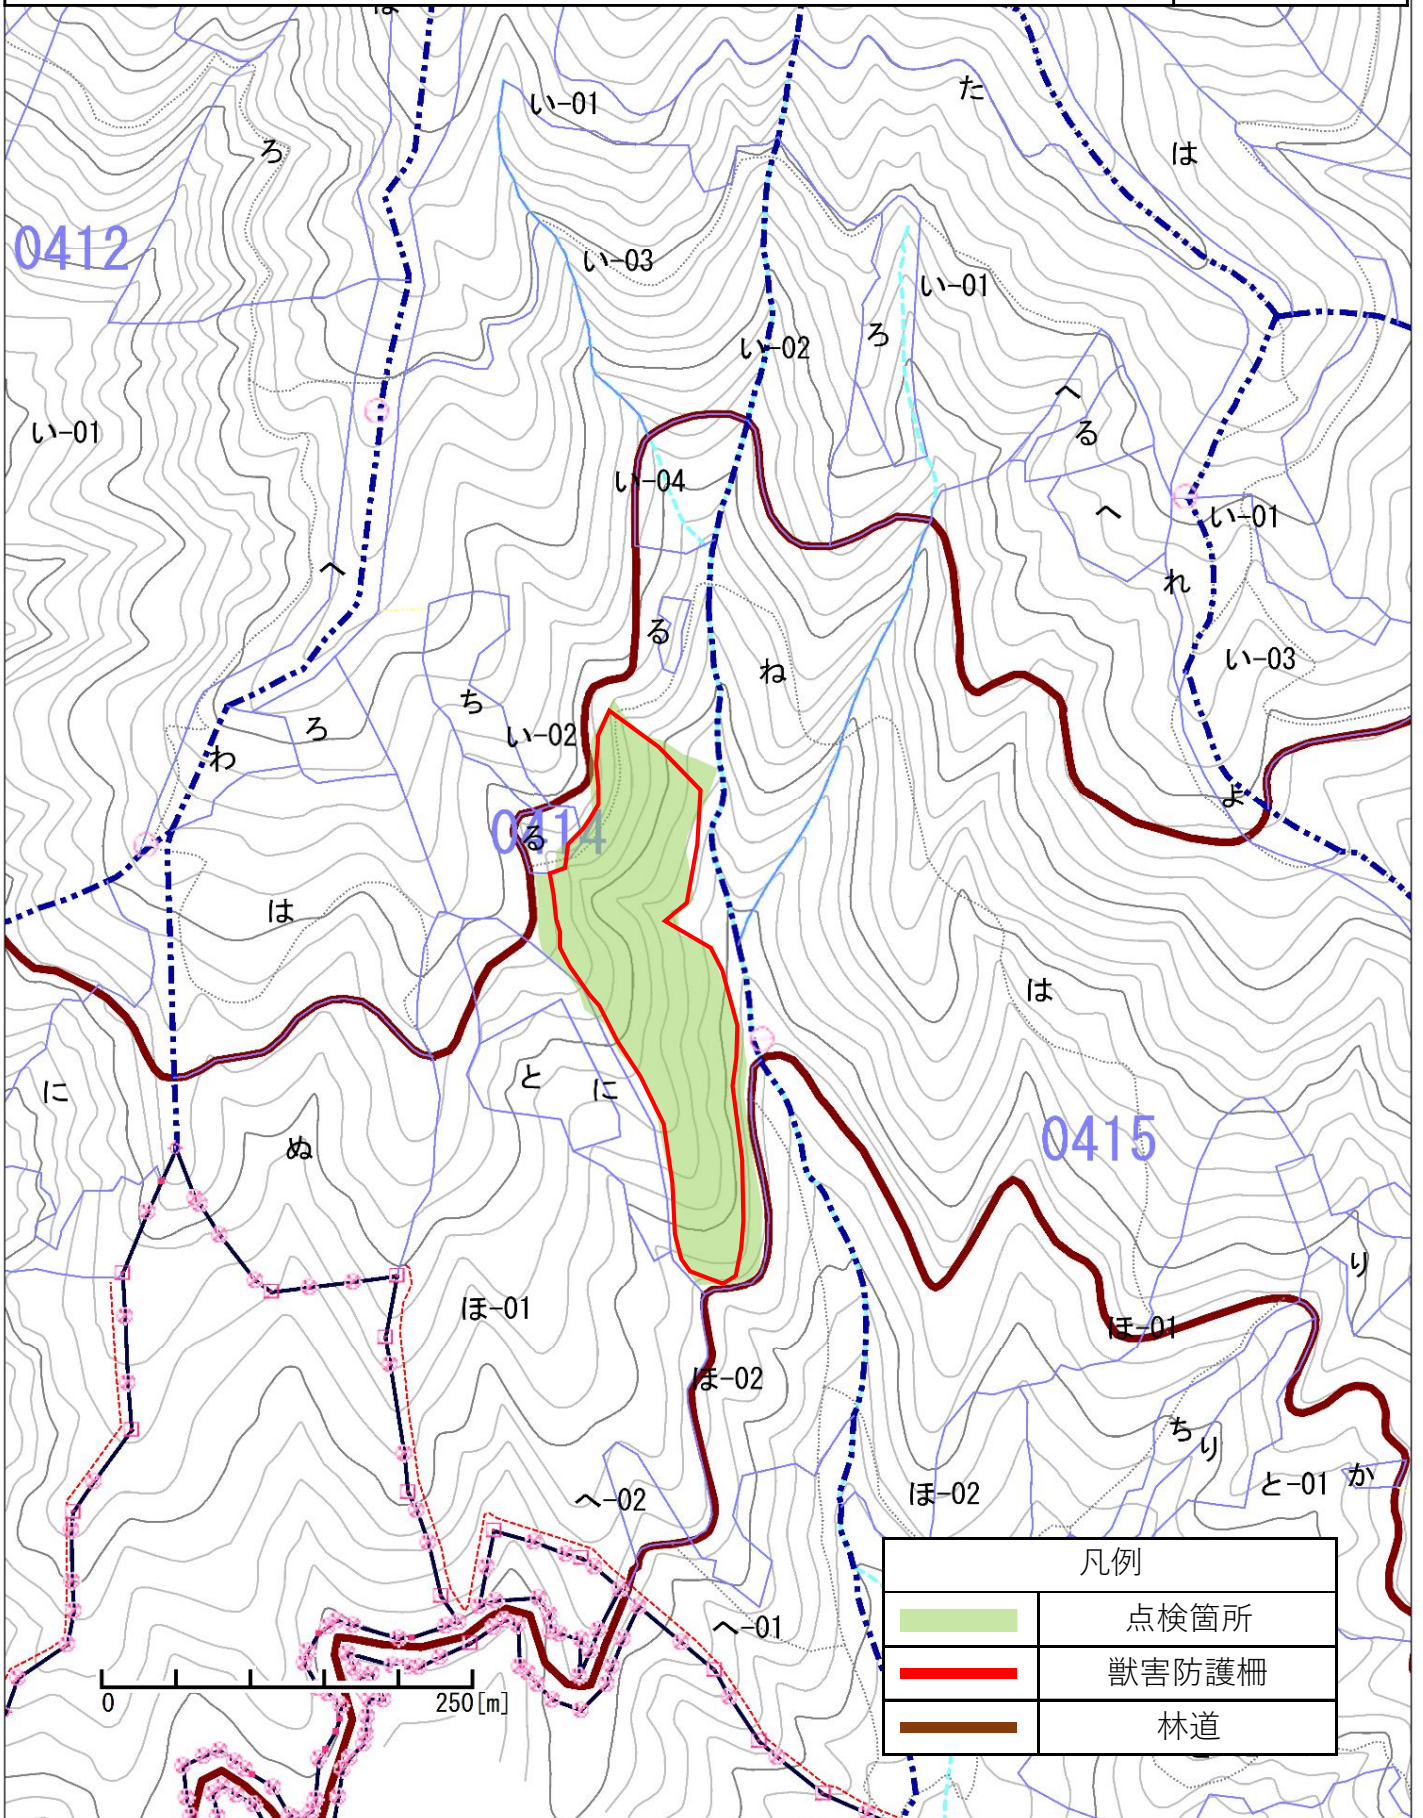 い-01
た
ろ
は
0412
い-03
い-01
ろ
い-02
へ
い-01
る
い-04
へ
い-01
へ
れ
る
い-03
ね
ち
ろ
い-02
わ
よ
0414
る
は
は
と
に
に
0415
ぬ
り
ほ-01
ほ-01
ほ-02
ちり
と-01
か
へ-02
ほ-02
凡例
点検箇所
へ-01
獣害防護柵
0
250[m]
林道